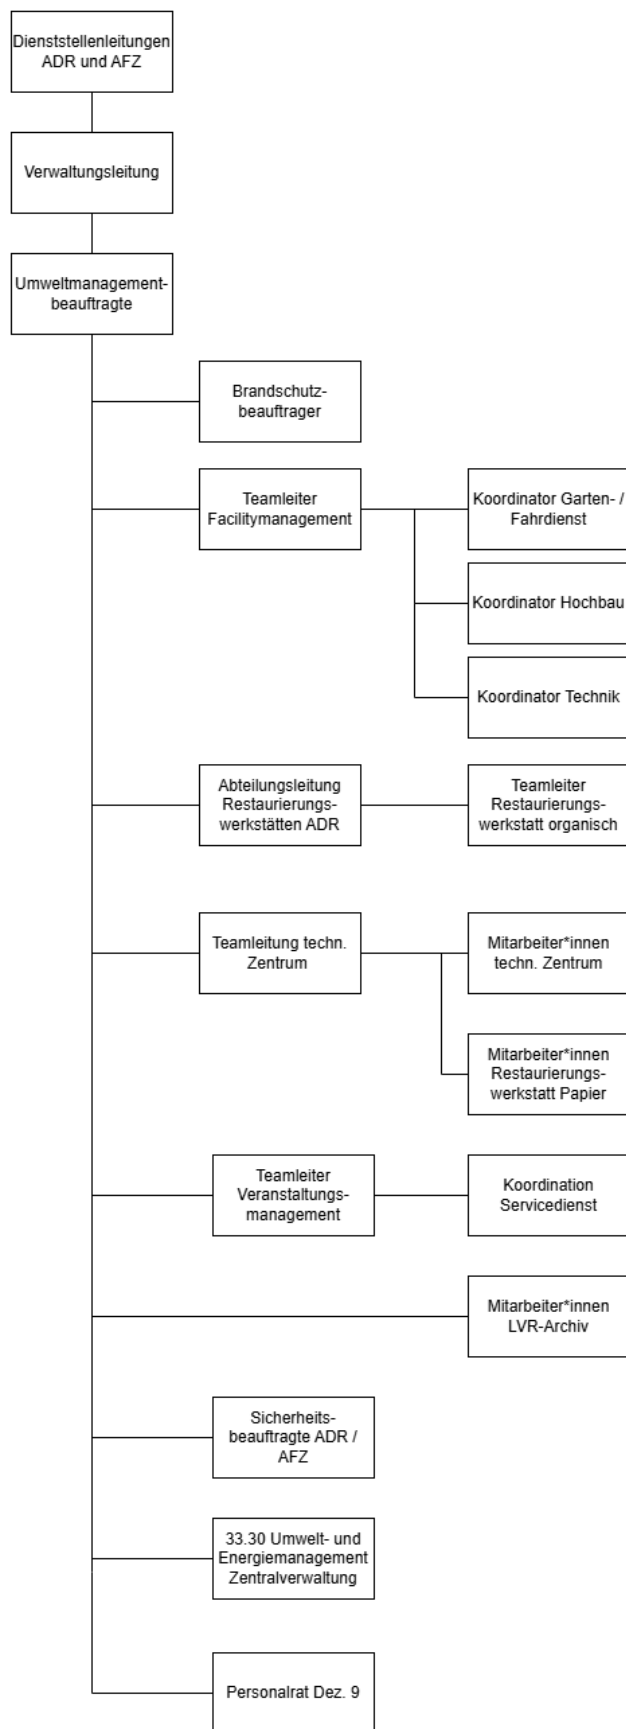 Dienststellenleitungen
ADR und AFZ
Verwaltungsleitung
Umweltmanagement-
beauftragte
Brandschutz-
beauftrager
Teamleiter
Facilitymanagement
Koordinator Garten- /
Fahrdienst
Koordinator Hochbau
Koordinator Technik
Abteilungsleitung
Restaurierungs-
werkstätten ADR
Teamleiter
Restaurierungs-
werkstatt organisch
Teamleitung techn.
Zentrum
Mitarbeiter*innen
techn. Zentrum
Mitarbeiter*innen
Restaurierungs-
werkstatt Papier
Teamleiter
Veranstaltungs-
management
Koordination
Servicedienst
Mitarbeiter*innen
LVR-Archiv
Sicherheits-
beauftragte ADR /
AFZ
33.30 Umwelt- und
Energiemanagement
Zentralverwaltung
Personalrat Dez. 9